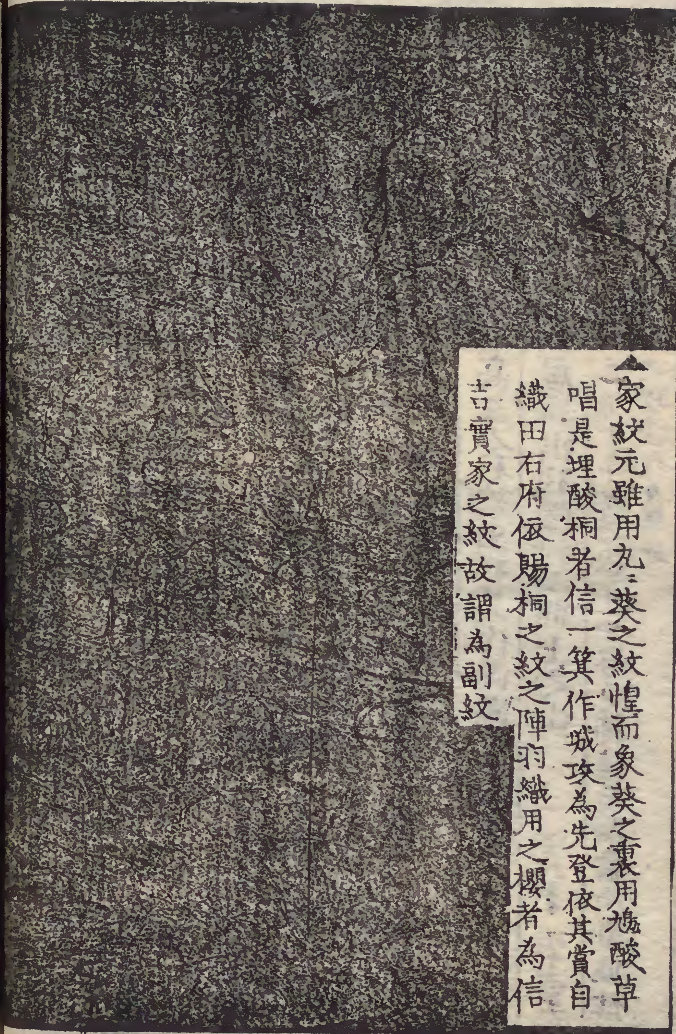 ▲家紋元雖用丸ニ葵之紋惶而象葵之裏用鳩酸草
唱是埋酸桐者信一箕作城攻為先登依其賞自
織田右府依賜桐之紋之陣羽織用之櫻者為信
吉實家之紋故謂為副紋